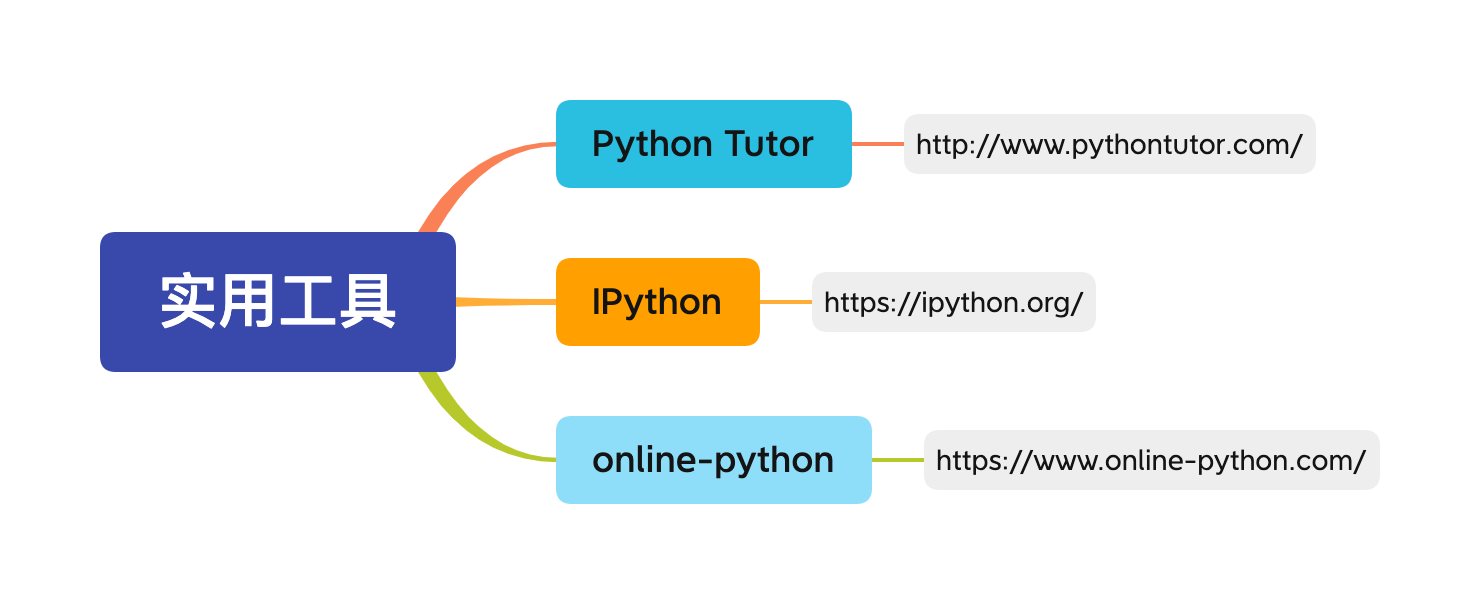 实用工具
Python Tutor
http://www.pythontutor.com/
IPython
https://ipython.org/
online-python
https://www.online-python.com/